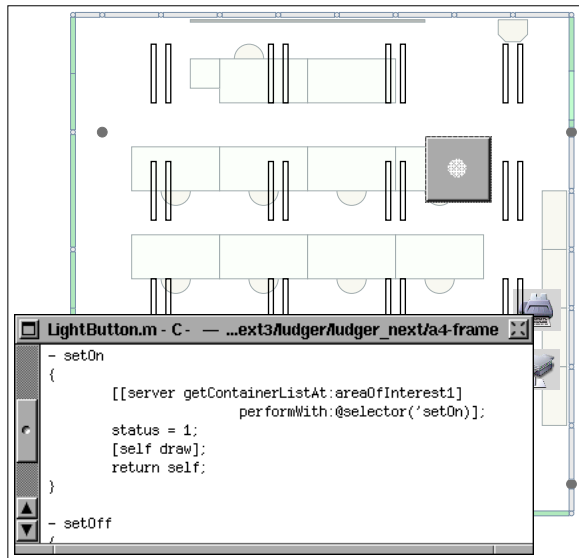 LightButton.m - C - — ...ext3/ludger/ludger_next/a4-frame
- setOn
{
[[server getContainerListAt:areaOfInterest1]
performWith:@selector('setOn)];
status = 1;
[self draw];
return self;
}
- setOff
{